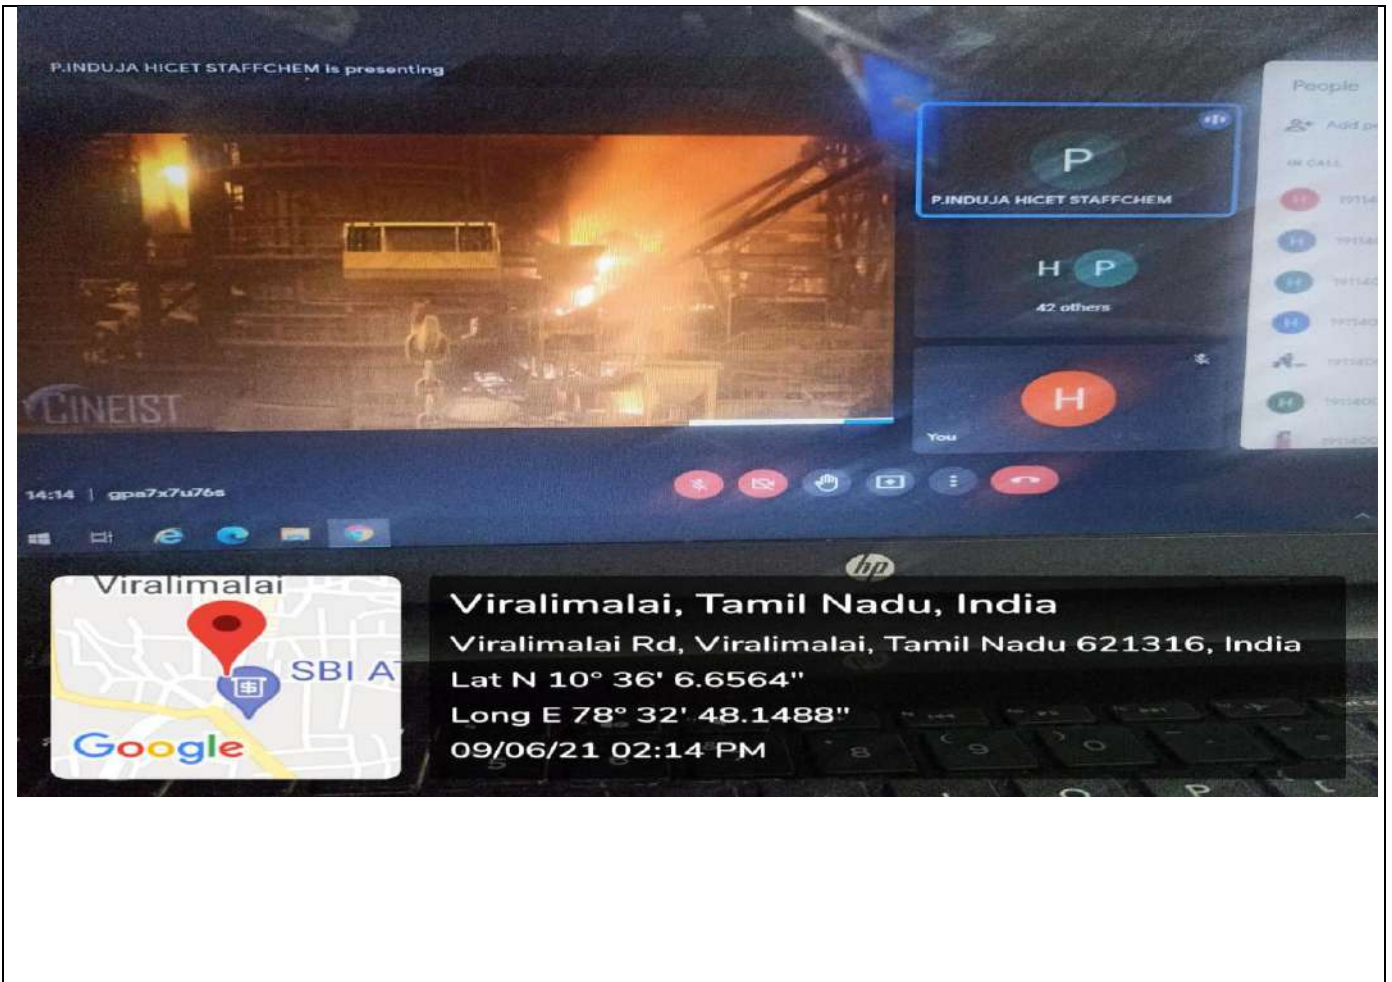 P.INDUJA HICET STAFFCHEM is presenting
People
IN CALL
P
P.INDUJA HICET STAFFCHEM
H P
42 others
H
You
CINEIST
14:14 | gpa7x7u76s
hp
Viralimalai
SBI A
Google
Viralimalai, Tamil Nadu, India
Viralimalai Rd, Viralimalai, Tamil Nadu 621316, India
Lat N 10° 36' 6.6564"
Long E 78° 32' 48.1488"
09/06/21 02:14 PM